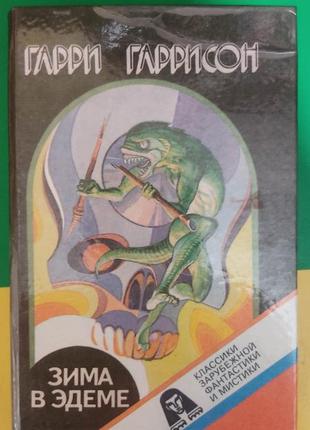 ГАРРИ ГАРРИСОН
ЗИМА
В ЭДЕМЕ
КЛАССИКИ
ЗАРУБЕЖНОЙ
ФАНТАСТИКИ
И МИСТИКИ